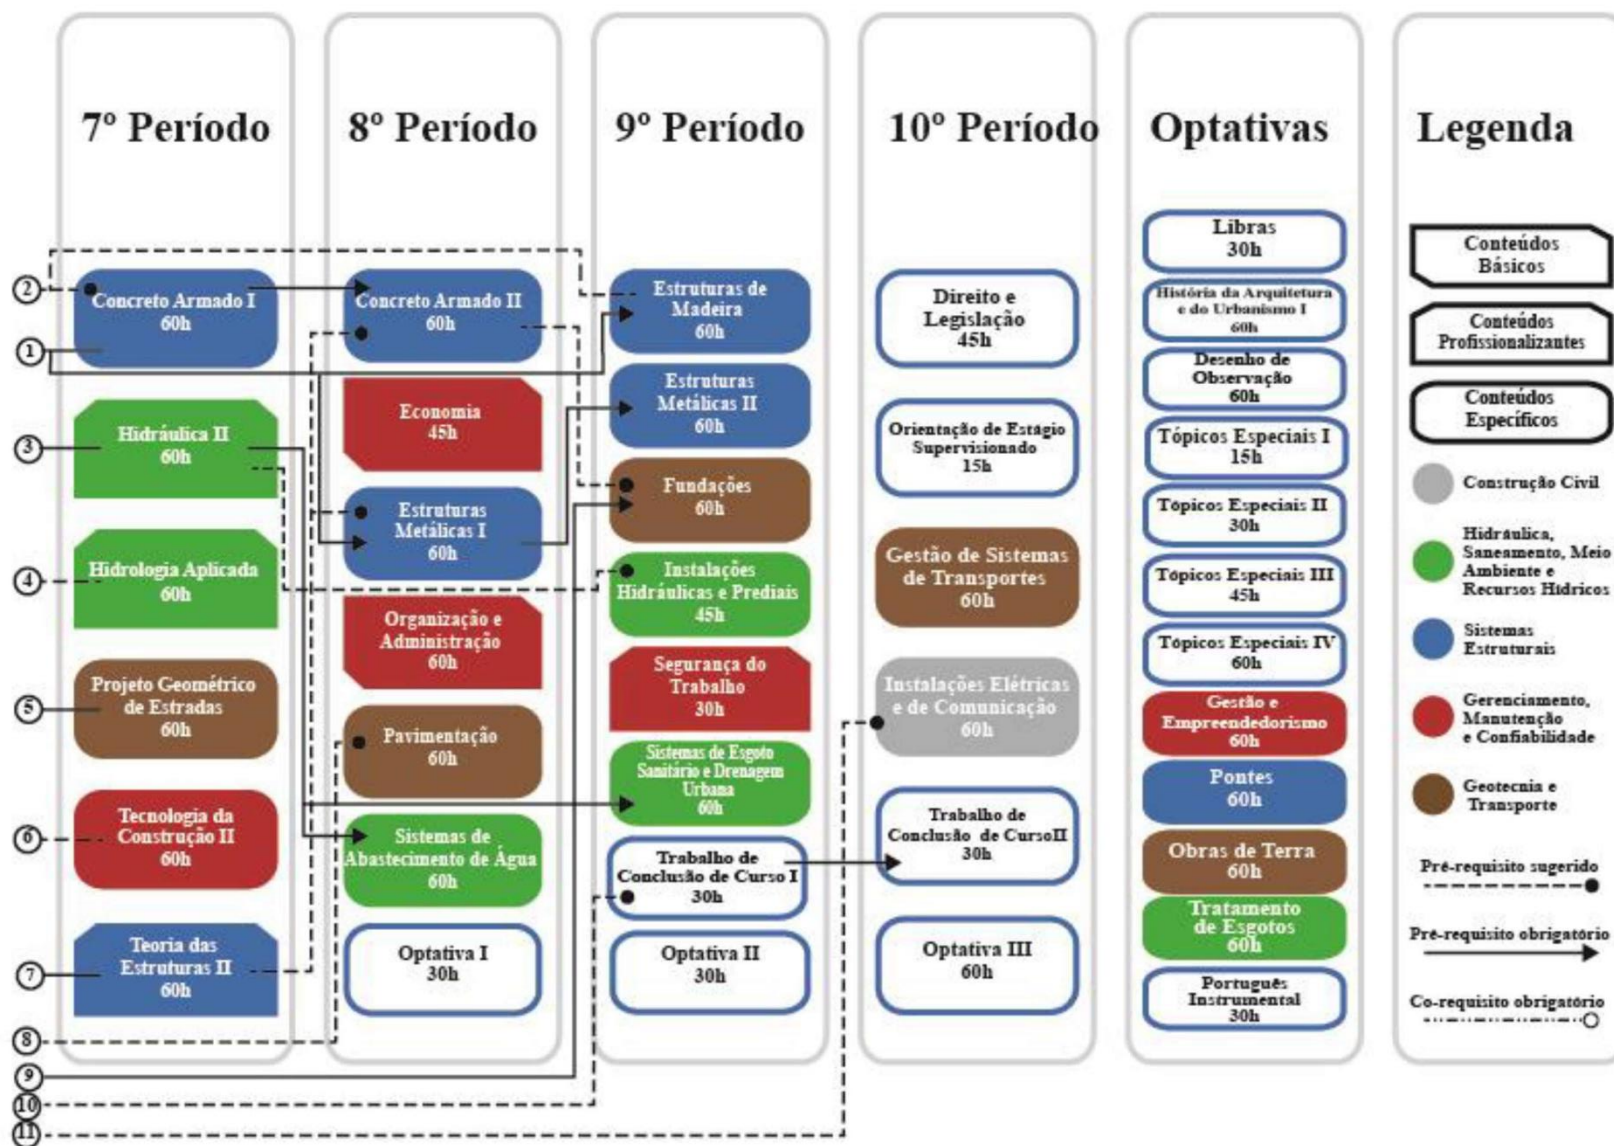 7º Período
②
Concreto Armado I
60h
①
Hidráulica II
③
60h
Hidrologia Aplicada
④
60h
Projeto Geométrico
de Estradas
⑤
60h
Tecnologia da
Construção II
⑥
60h
Teoria das
Estruturas II
⑦
60h
⑧
⑨
⑩
⑪
8º Período
Concreto Armado II
60h
Economia
45h
Estruturas
Metálicas I
60h
Organização e
Administração
60h
Pavimentação
60h
Sistemas de
Abastecimento de Água
60h
Optativa I
30h
9º Período
Estruturas de
Madeira
60h
Estruturas
Metálicas II
60h
Fundações
60h
Instalações
Hidráulicas e Prediais
45h
Segurança do
Trabalho
30h
Sistemas de Esgoto
Sanitário e Drenagem
Urbana
60h
Trabalho de
Conclusão de Curso I
30h
Optativa II
30h
10º Período
Direito e
Legislação
45h
Orientação de Estágio
Supervisionado
15h
Gestão de Sistemas
de Transportes
60h
Instalações Elétricas
e de Comunicação
60h
Trabalho de
Conclusão de CursoII
30h
Optativa III
60h
Optativas
Libras
30h
História da Arquitetura
e do Urbanismo I
60h
Desenho de
Observação
60h
Tópicos Especiais I
15h
Tópicos Especiais II
30h
Tópicos Especiais III
45h
Tópicos Especiais IV
60h
Gestão e
Empreendedorismo
60h
Pontes
60h
Obras de Terra
60h
Tratamento
de Esgotos
60h
Português
Instrumental
30h
Legenda
Conteúdos
Básicos
Conteúdos
Profissionalizantes
Conteúdos
Específicos
Construção Civil
Hidráulica,
Saneamento, Meio
Ambiente e
Recursos Hídricos
Sistemas
Estruturais
Gerenciamento,
Manutenção
e Confiabilidade
Geotecnia e
Transporte
Pré-requisito sugerido
Pré-requisito obrigatório
Co-requisito obrigatório